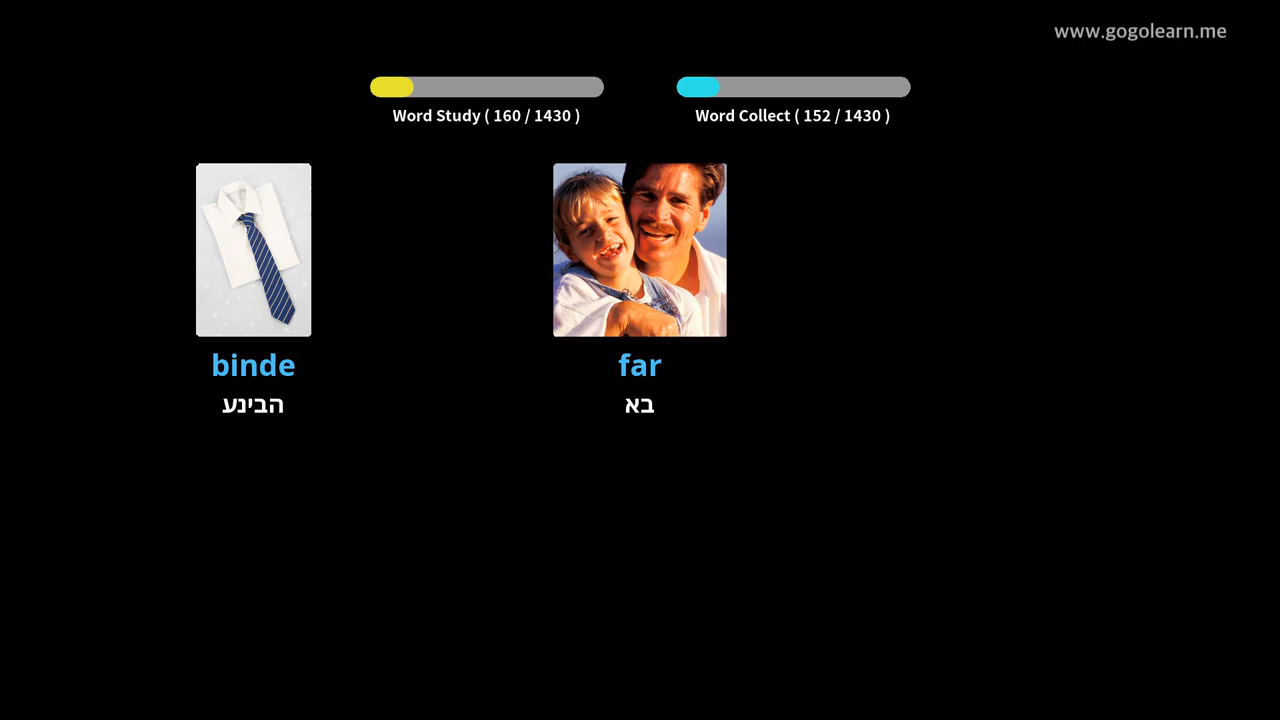 www.gogolearn.me
Word Study ( 160 / 1430 )
Word Collect ( 152 / 1430 )
binde
הבינע
far
בא